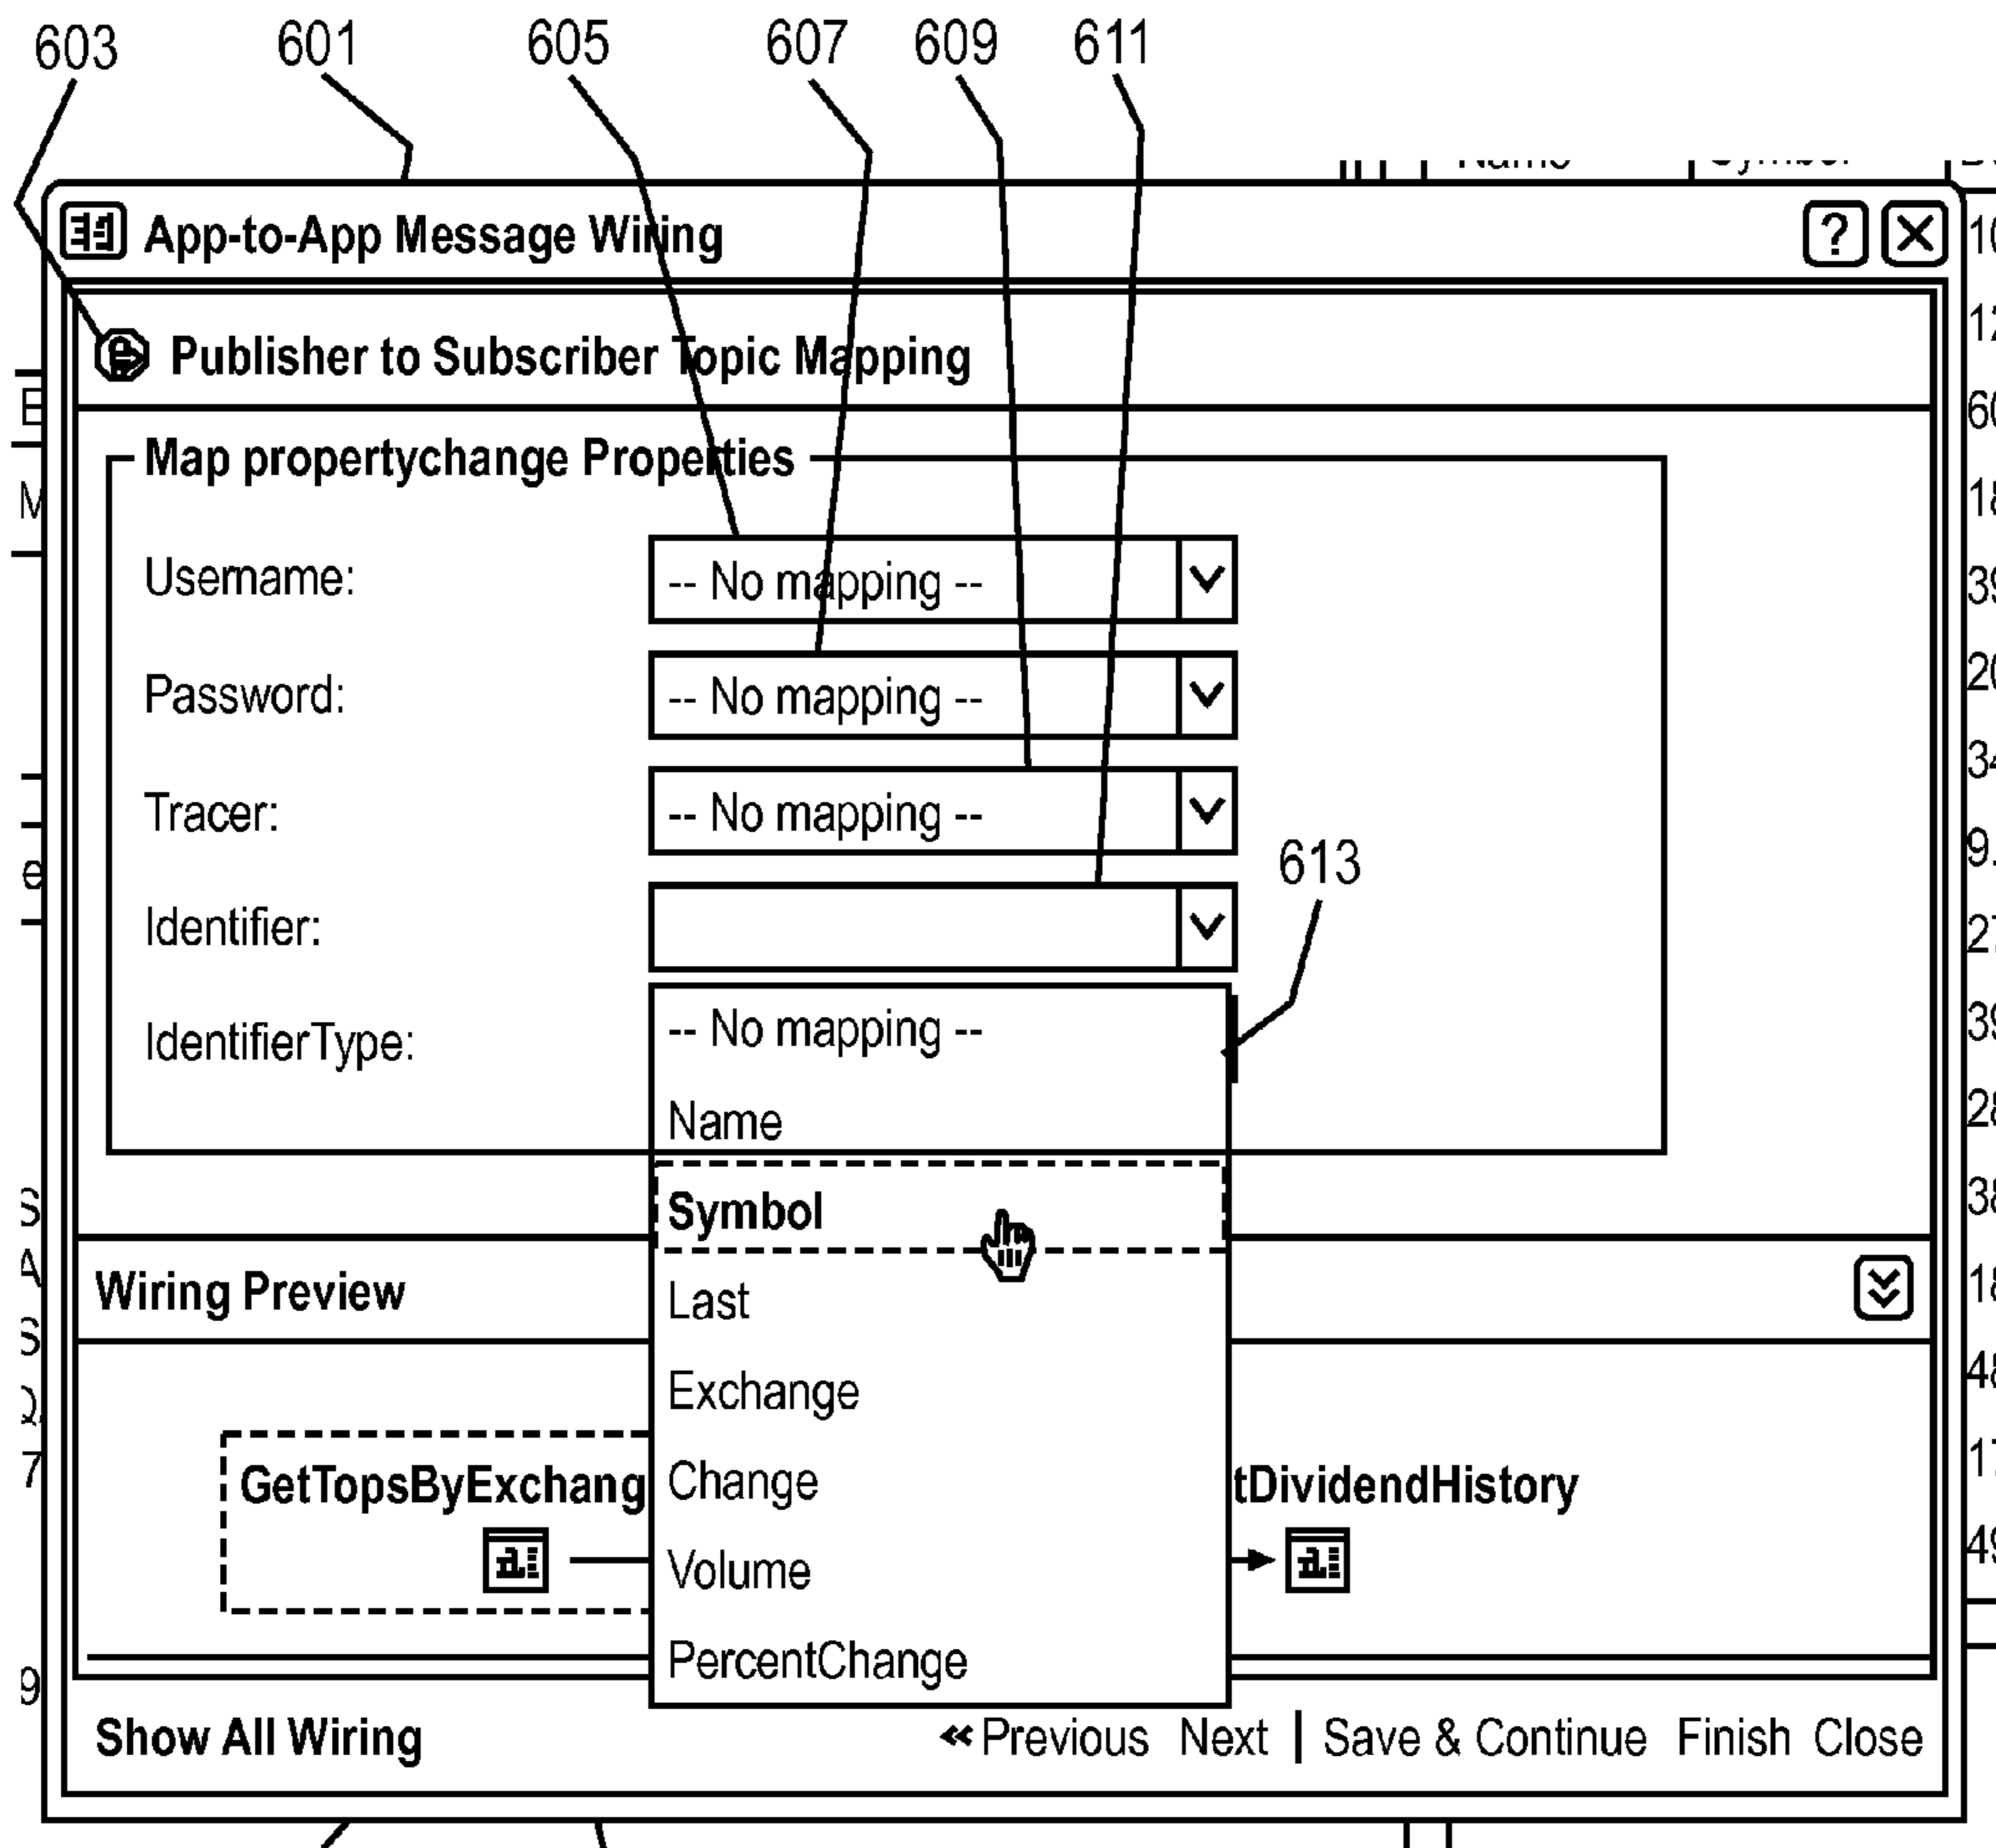 603 601 605 607 609 611
App-to-App Message Wiring ? X
Publisher to Subscriber Topic Mapping
Map propertychange Properties
Username: -- No mapping --
Password: -- No mapping --
Tracer: -- No mapping --
613
Identifier:
IdentifierType: -- No mapping --
Name
Symbol
Last
Wiring Preview
Exchange
GetTopsByExchang Change tDividendHistory
Volume
PercentChange
Show All Wiring « Previous Next | Save & Continue Finish Close